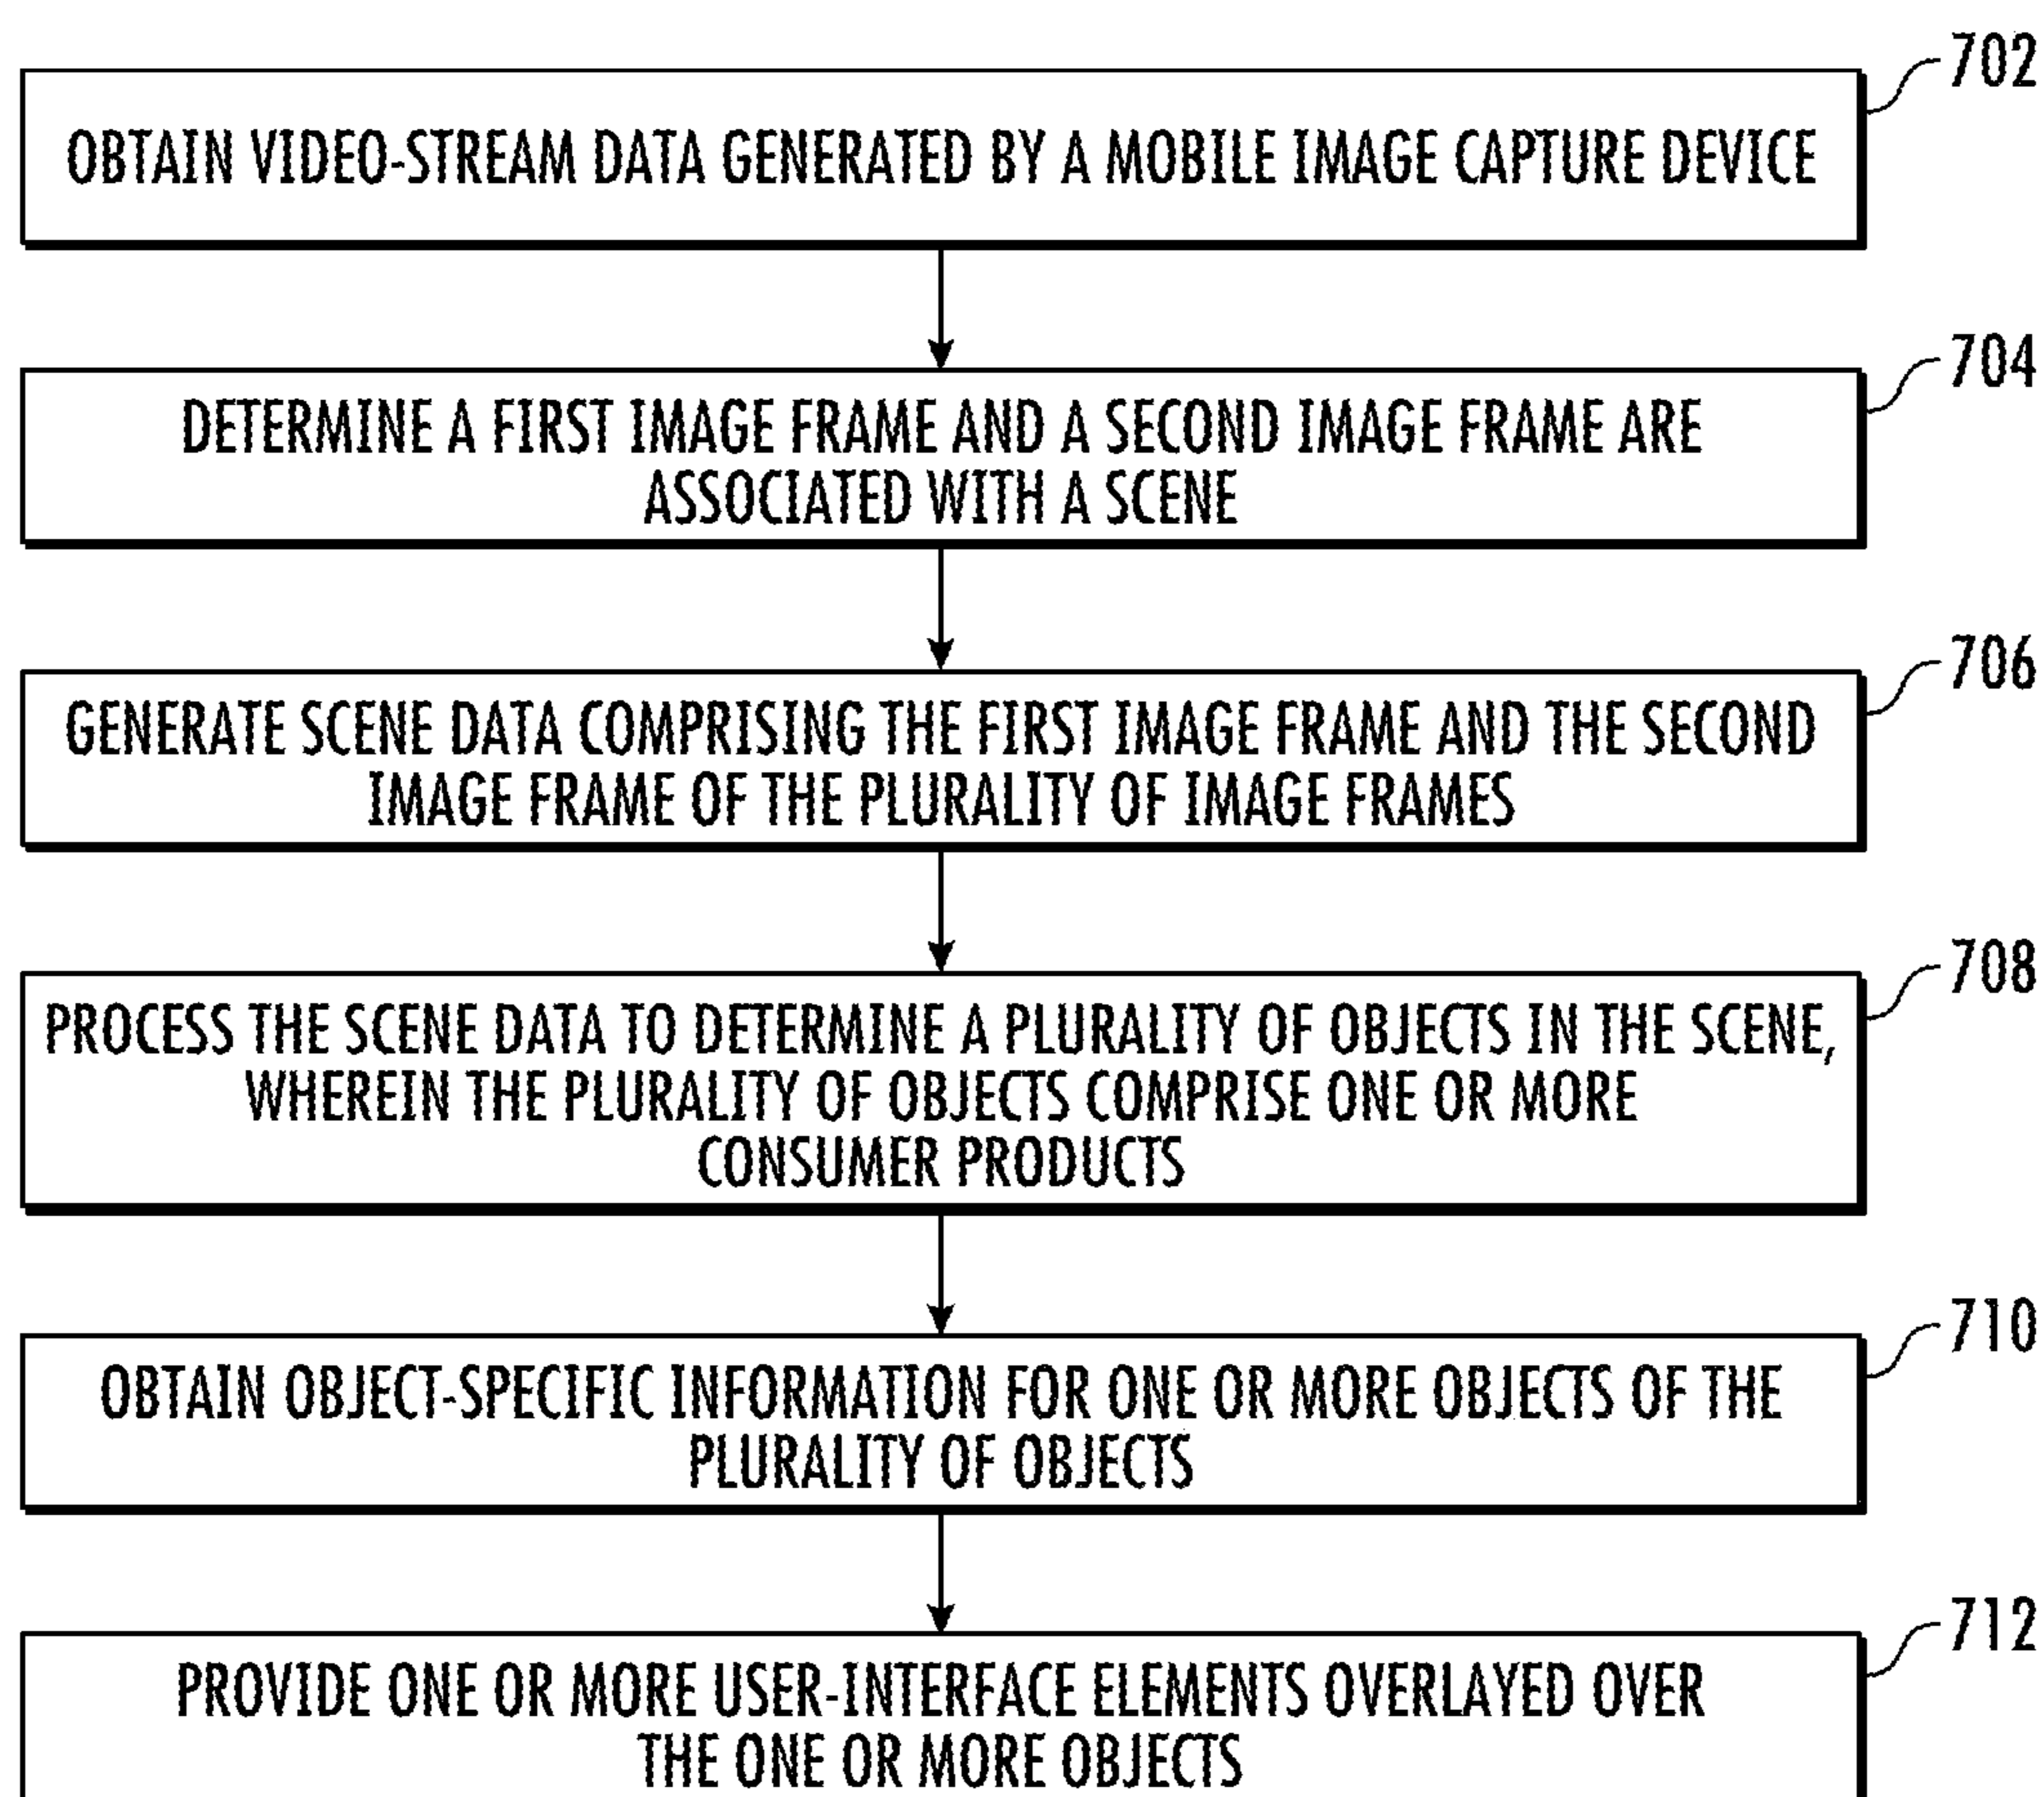 702
OBTAIN VIDEO-STREAM DATA GENERATED BY A MOBILE IMAGE CAPTURE DEVICE
704
DETERMINE A FIRST IMAGE FRAME AND A SECOND IMAGE FRAME ARE
ASSOCIATED WITH A SCENE
706
GENERATE SCENE DATA COMPRISING THE FIRST IMAGE FRAME AND THE SECOND
IMAGE FRAME OF THE PLURALITY OF IMAGE FRAMES
708
PROCESS THE SCENE DATA TO DETERMINE A PLURALITY OF OBJECTS IN THE SCENE,
WHEREIN THE PLURALITY OF OBJECTS COMPRISE ONE OR MORE
CONSUMER PRODUCTS
710
OBTAIN OBJECT-SPECIFIC INFORMATION FOR ONE OR MORE OBJECTS OF THE
PLURALITY OF OBJECTS
712
PROVIDE ONE OR MORE USER-INTERFACE ELEMENTS OVERLAYED OVER
THE ONE OR MORE OBJECTS